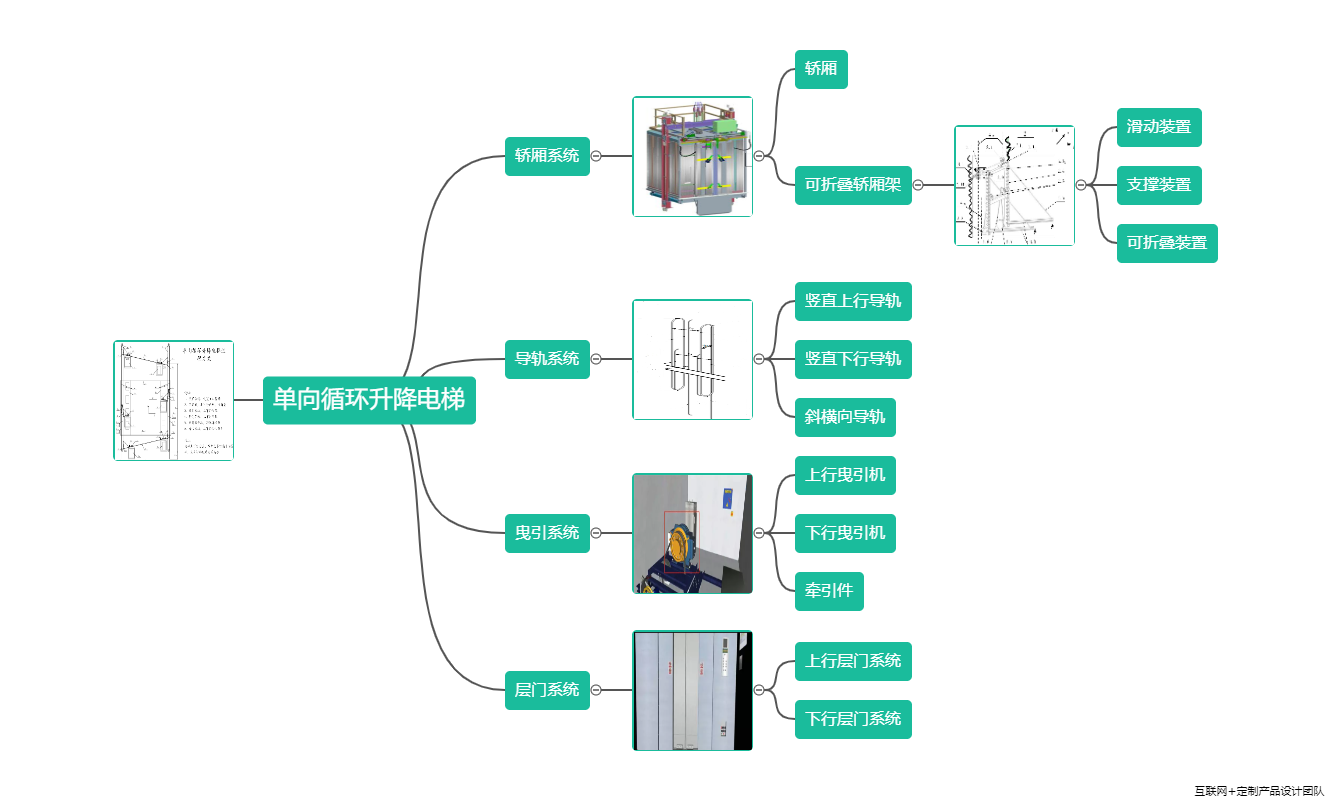 单向循环升降电梯
轿厢系统
轿厢
可折叠轿厢架
滑动装置
支撑装置
可折叠装置
导轨系统
竖直上行导轨
竖直下行导轨
斜横向导轨
曳引系统
上行曳引机
下行曳引机
牵引件
层门系统
上行层门系统
下行层门系统
互联网+定制产品设计团队